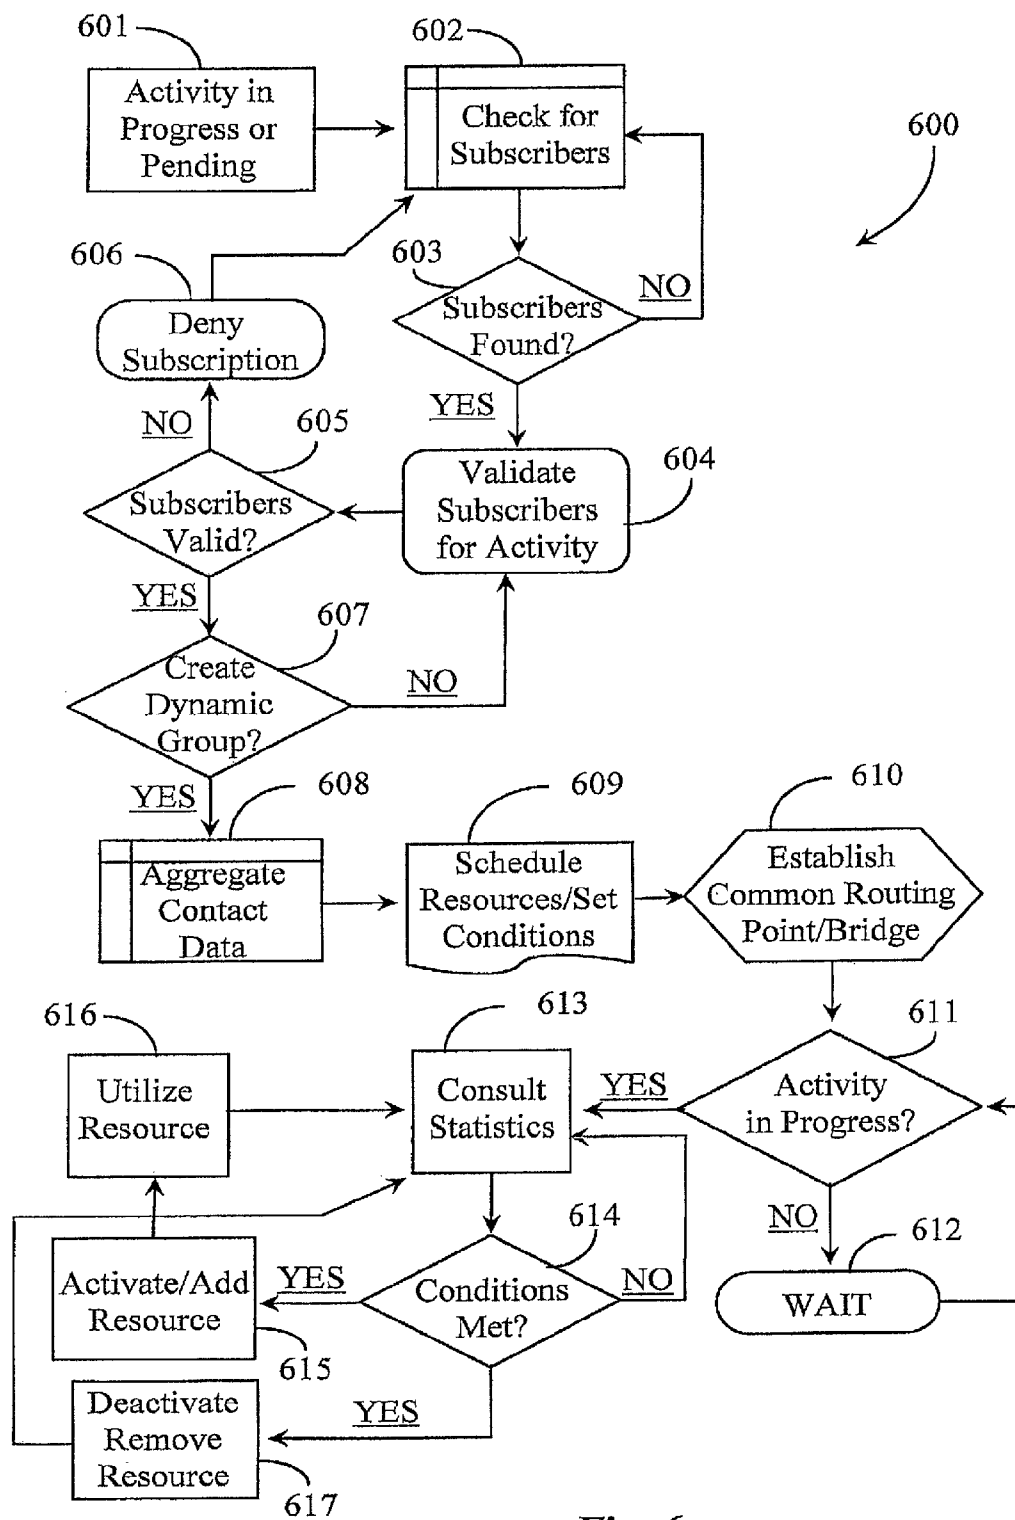 601
602
Activity in
Progress or
Pending
Check for
Subscribers
600
606
603
NO
Subscribers
Found?
Deny
Subscription
NO
605
YES
Validate
Subscribers
for Activity
604
Subscribers
Valid?
YES
607
Create
Dynamic
Group?
NO
YES
608
609
610
Aggregate
Contact
Data
Schedule
Resources/Set
Conditions
Establish
Common Routing
Point/Bridge
616
613
611
Utilize
Resource
Consult
Statistics
YES
Activity
in Progress?
NO
612
614
YES
NO
Activate/Add
Resource
Conditions
Met?
WAIT
615
Deactivate
Remove
Resource
YES
617